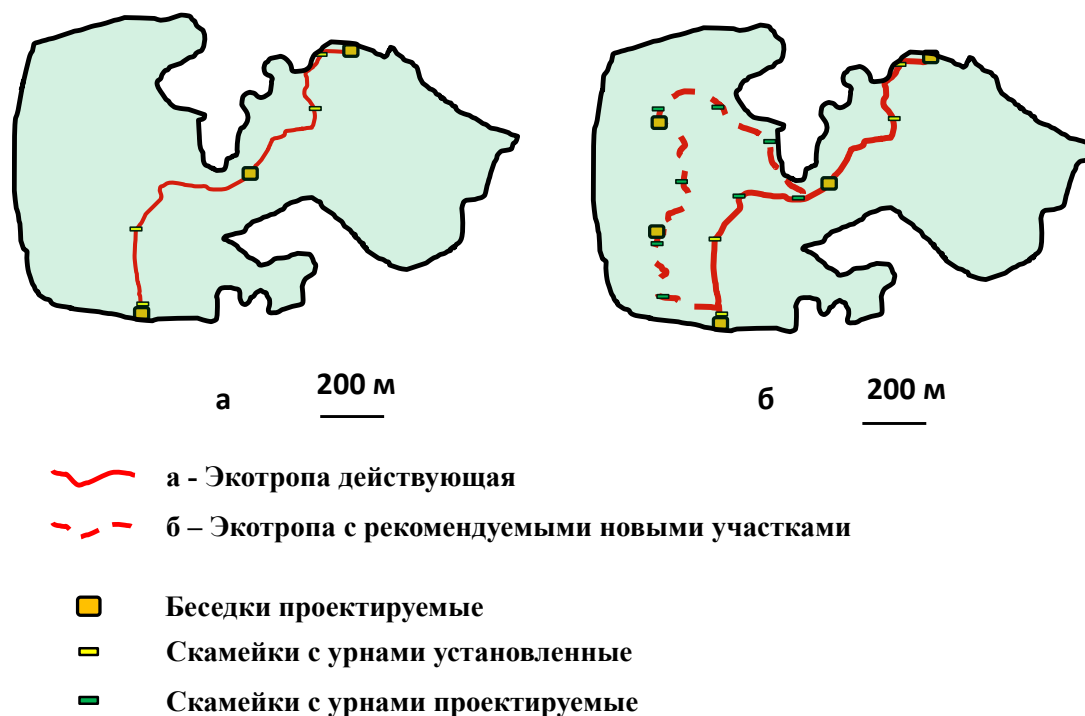 а
200 м
б
200 м
а - Экотропа действующая
б – Экотропа с рекомендуемыми новыми участками
Беседки проектируемые
Скамейки с урнами установленные
Скамейки с урнами проектируемые